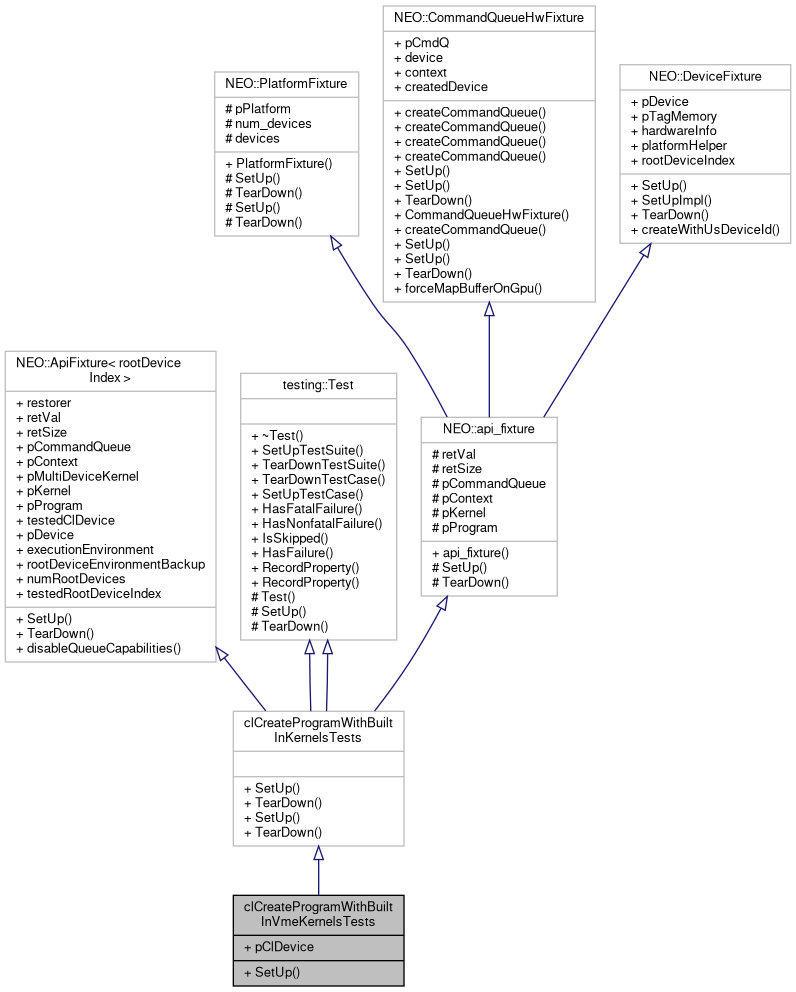 NEO::CommandQueueHwFixture
+ pCmdQ
+ device
+ context
+ createdDevice
+ createCommandQueue()
+ createCommandQueue()
+ createCommandQueue()
+ createCommandQueue()
+ SetUp()
+ SetUp()
+ TearDown()
+ CommandQueueHwFixture()
+ createCommandQueue()
+ SetUp()
+ SetUp()
+ TearDown()
+ forceMapBufferOnGpu()
NEO::PlatformFixture
# pPlatform
# num_devices
# devices
+ PlatformFixture()
# SetUp()
# TearDown()
# SetUp()
# TearDown()
NEO::DeviceFixture
+ pDevice
+ pTagMemory
+ hardwareInfo
+ platformHelper
+ rootDeviceIndex
+ SetUp()
+ SetUpImpl()
+ TearDown()
+ createWithUsDeviceId()
NEO::ApiFixture< rootDevice
Index >
+ restorer
+ retVal
+ retSize
+ pCommandQueue
+ pContext
+ pMultiDeviceKernel
+ pKernel
+ pProgram
+ testedClDevice
+ pDevice
+ executionEnvironment
+ rootDeviceEnvironmentBackup
+ numRootDevices
+ testedRootDeviceIndex
+ SetUp()
+ TearDown()
+ disableQueueCapabilities()
testing::Test
+ ~Test()
+ SetUpTestSuite()
+ TearDownTestSuite()
+ TearDownTestCase()
+ SetUpTestCase()
+ HasFatalFailure()
+ HasNonfatalFailure()
+ IsSkipped()
+ HasFailure()
+ RecordProperty()
+ RecordProperty()
# Test()
# SetUp()
# TearDown()
NEO::api_fixture
# retVal
# retSize
# pCommandQueue
# pContext
# pKernel
# pProgram
+ api_fixture()
# SetUp()
# TearDown()
clCreateProgramWithBuilt
InKernelsTests
+ SetUp()
+ TearDown()
+ SetUp()
+ TearDown()
clCreateProgramWithBuilt
InVmeKernelsTests
+ pClDevice
+ SetUp()